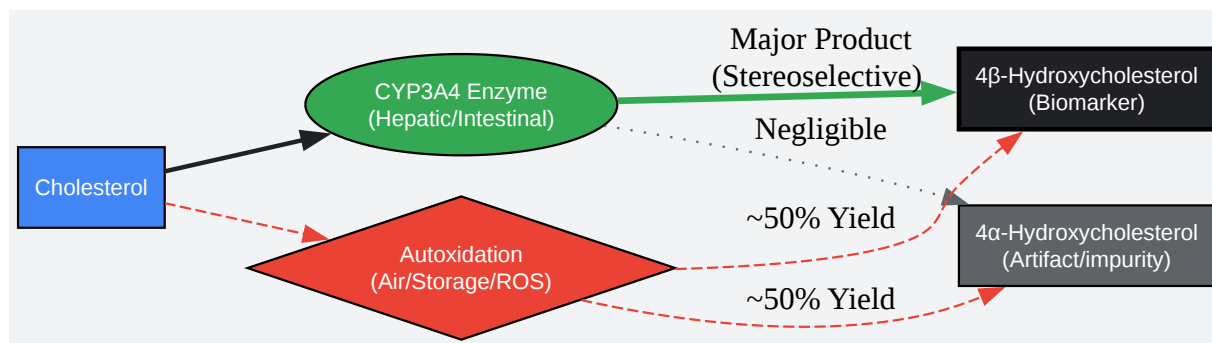 Cholesterol
CYP3A4 Enzyme
(Hepatic/Intestinal)
Autoxidation
(Air/Storage/ROS)
Major Product
(Stereoselective)
Negligible
~50% Yield
~50% Yield
4β-Hydroxycholesterol
(Biomarker)
4α-Hydroxycholesterol
(Artifact/impurity)